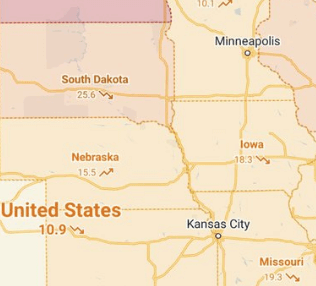 10.1
Minneapolis
South Dakota
25.6
Iowa
18.3
Nebraska
15.5
United States
10.9
Kansas City
Missouri
19.3